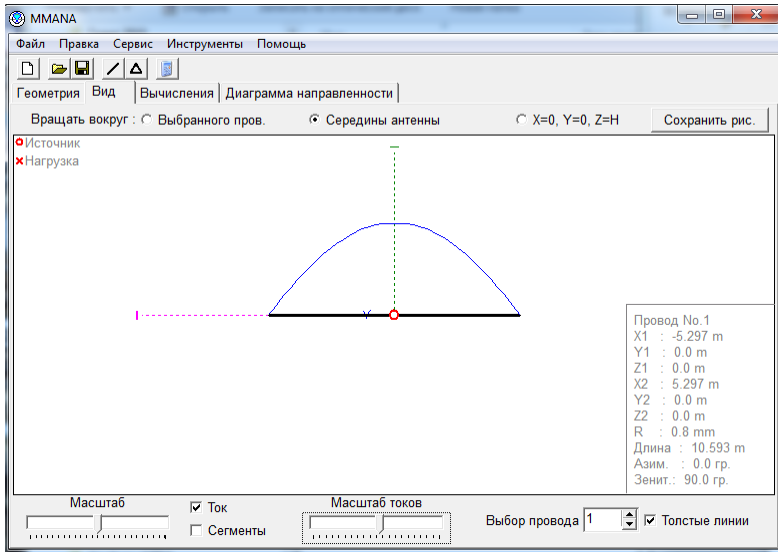 MMANA
Файл Правка Сервис Инструменты Помощь
Геометрия Вид Вычисления Диаграмма направленности
Вращать вокруг : Выбранного пров. Середины антенны X=0, Y=0, Z=H Сохранить рис.
Источник
Нагрузка
Y
Провод No.1
X1 : -5.297 m
Y1 : 0.0 m
Z1 : 0.0 m
X2 : 5.297 m
Y2 : 0.0 m
Z2 : 0.0 m
R : 0.8 mm
Длина : 10.593 m
Азим. : 0.0 гр.
Зенит.: 90.0 гр.
Масштаб Ток Масштаб токов
Сегменты Выбор провода 1 Толстые линии